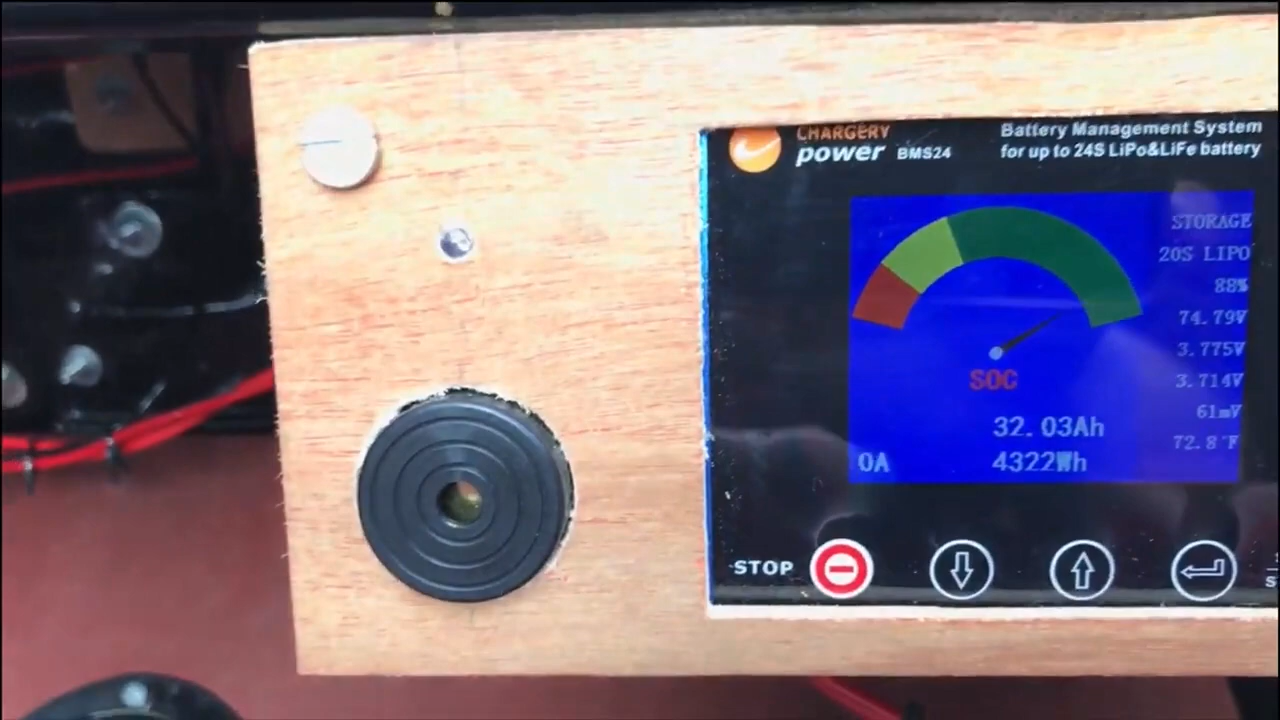 CHARGERY
power BMS24
Battery Management System
for up to 24S LiPo&LiFe battery
STORAGE
20S LIPO
88%
74.79V
3.775V
3.714V
61mV
72.8°F
SOC
32.03Ah
0A
4322Wh
STOP